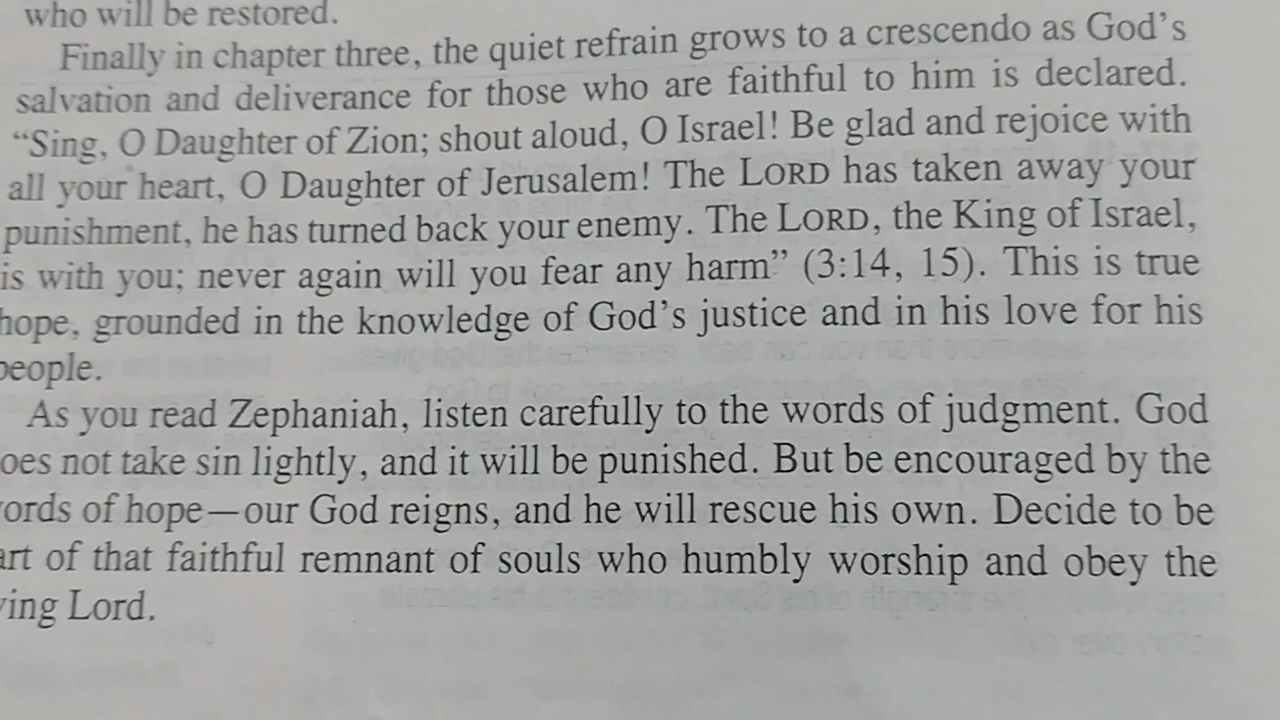 who will be restored.
Finally in chapter three, the quiet refrain grows to a crescendo as God's
salvation and deliverance for those who are faithful to him is declared.
“Sing, O Daughter of Zion; shout aloud, O Israel! Be glad and rejoice with
all your heart, O Daughter of Jerusalem! The LORD has taken away your
punishment, he has turned back your enemy. The LORD, the King of Israel,
is with you; never again will you fear any harm” (3:14, 15). This is true
hope, grounded in the knowledge of God's justice and in his love for his
people.
As you read Zephaniah, listen carefully to the words of judgment. God
oes not take sin lightly, and it will be punished. But be encouraged by the
ords of hope—our God reigns, and he will rescue his own. Decide to be
art of that faithful remnant of souls who humbly worship and obey the
ving Lord.